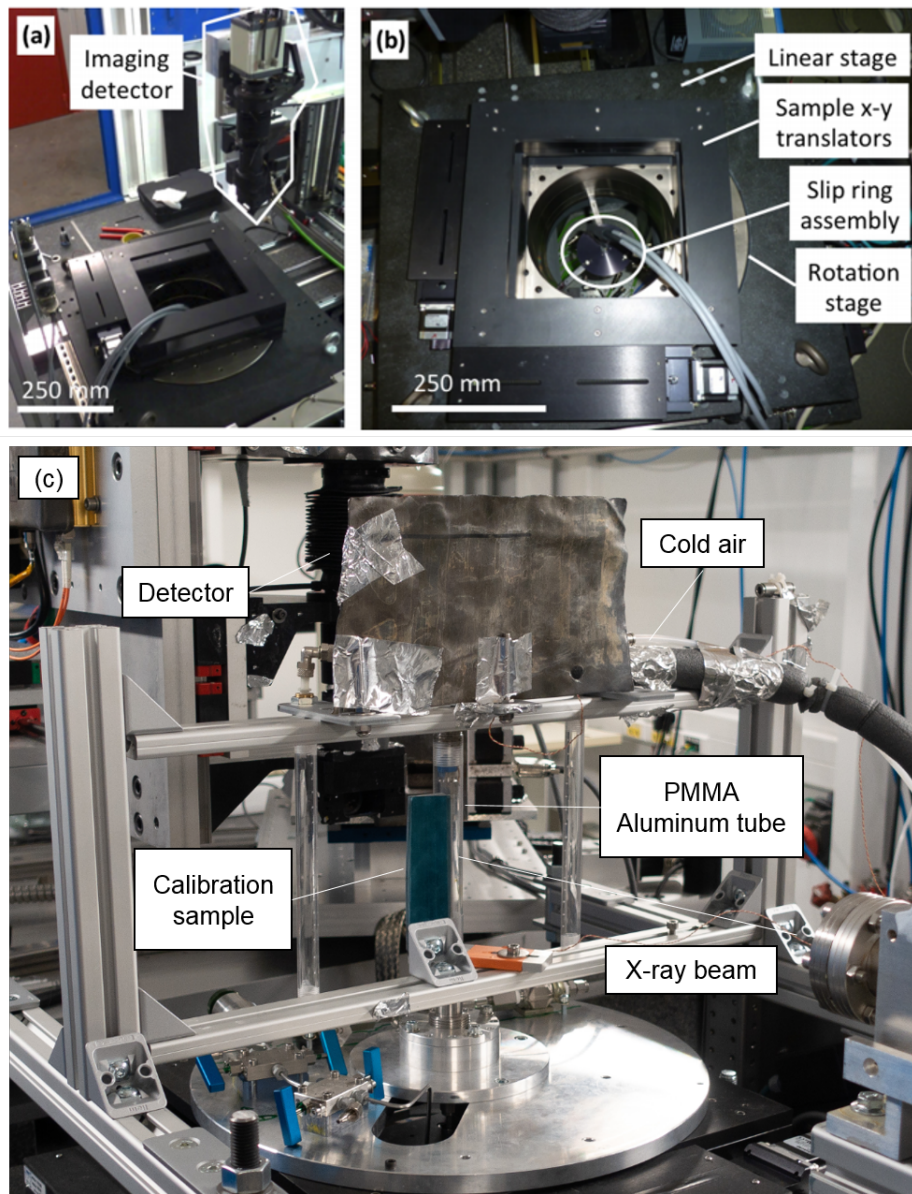 (a)
Imaging
detector
250 mm
(b)
Linear stage
Sample x-y
translators
Slip ring
assembly
Rotation
stage
250 mm
(c)
Detector
Cold air
PMMA
Aluminum tube
Calibration
sample
X-ray beam